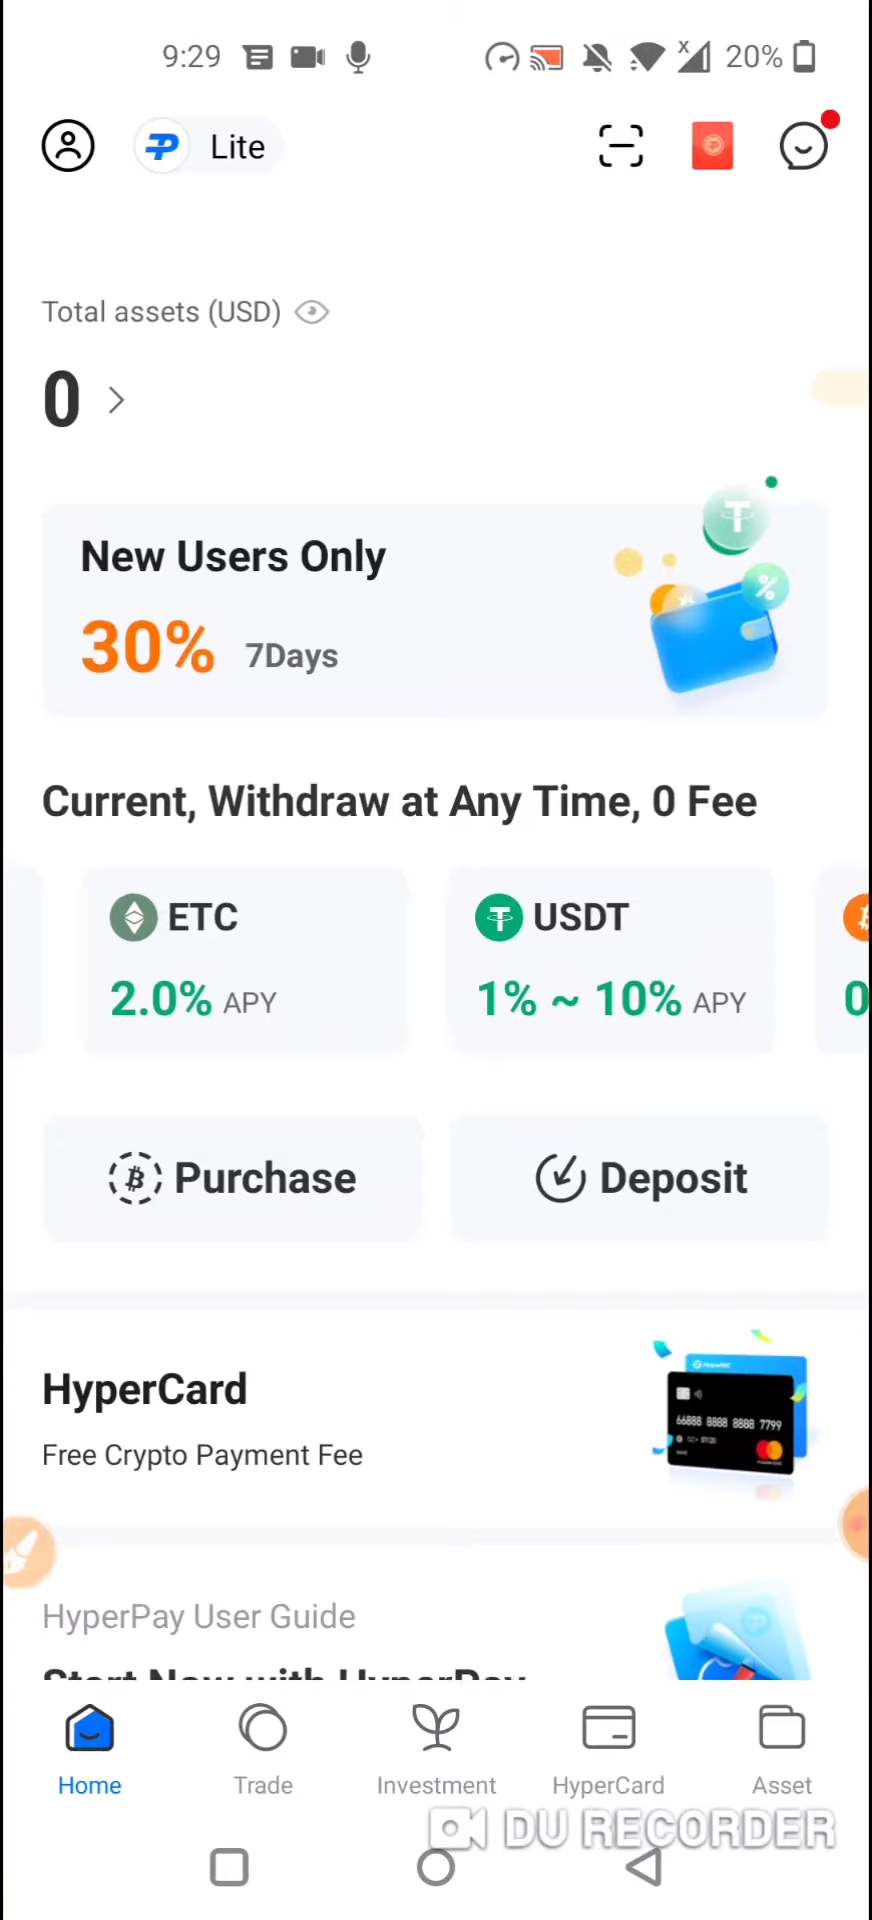 9:29
x
20%
Lite
Total assets (USD)
0
New Users Only
30% 7Days
Current, Withdraw at Any Time, 0 Fee
ETC
USDT
2.0% APY
1% ~ 10% APY
0
Purchase
Deposit
HyperCard
66888 8888 8888 7799
Free Crypto Payment Fee
HyperPay User Guide
Start Now with HyperPay
Home
Trade
Investment
HyperCard
Asset
DU RECORDER